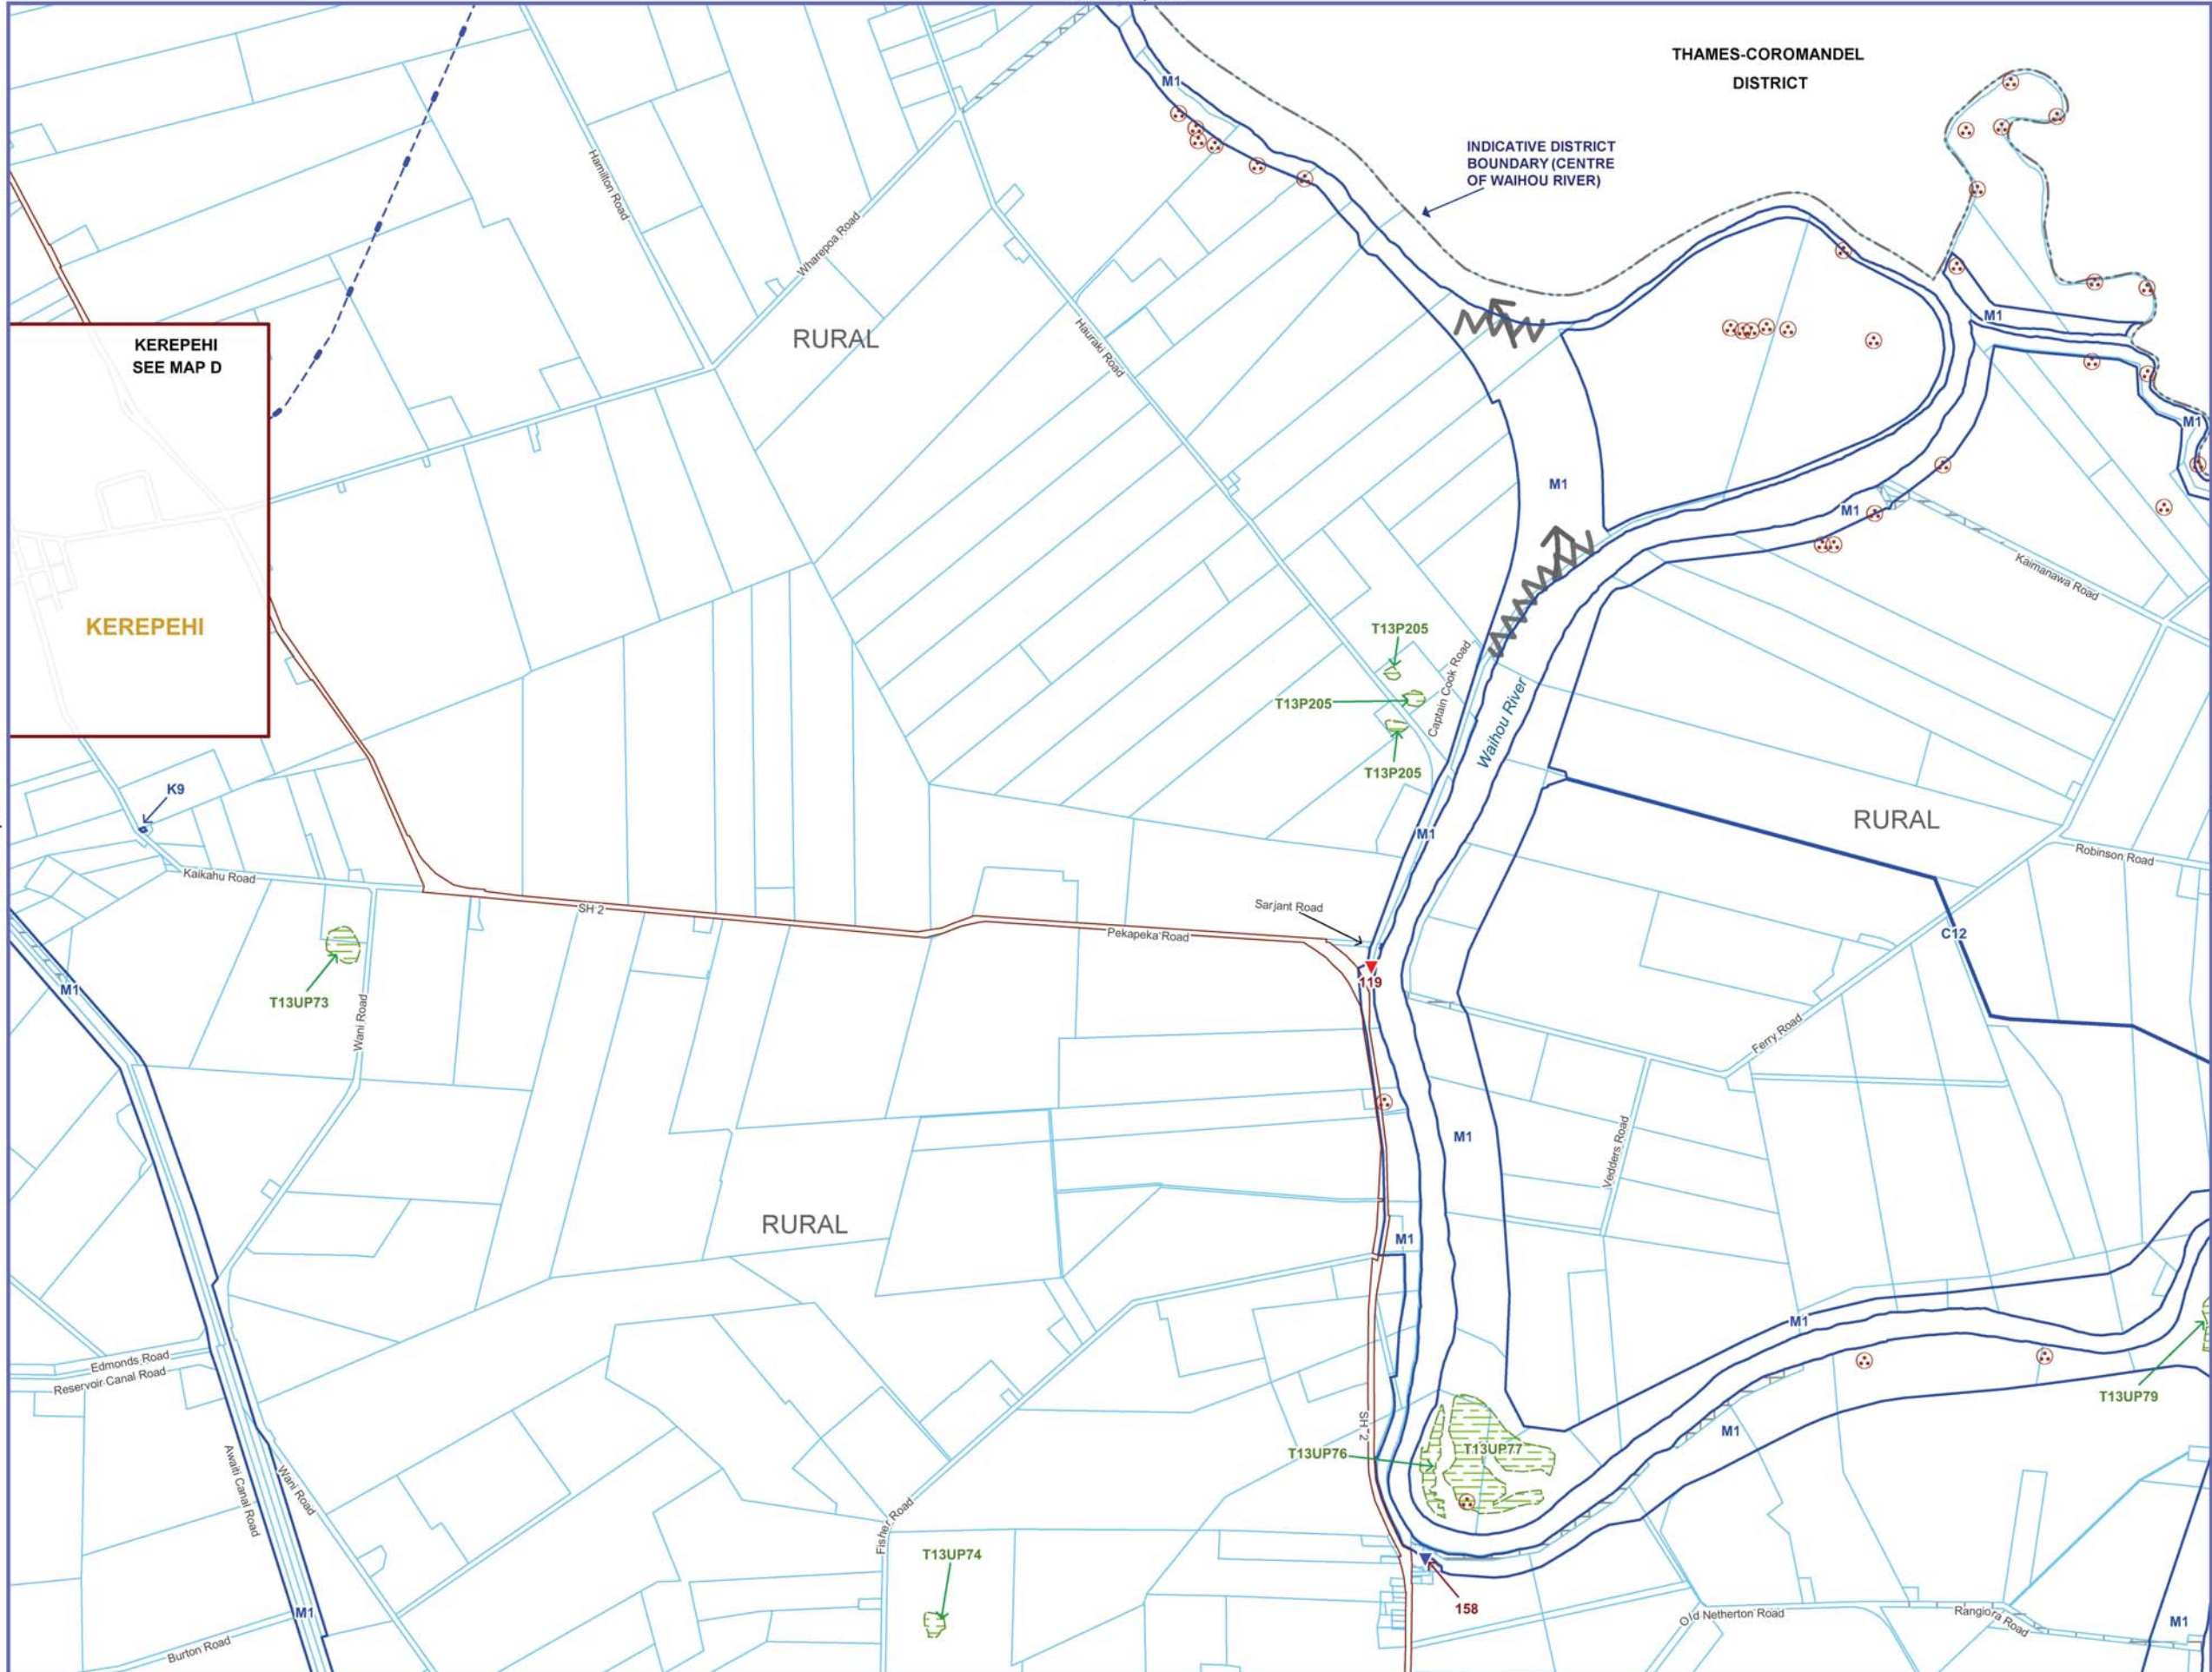 THAMES-COROMANDEL
DISTRICT
M1
INDICATIVE DISTRICT
BOUNDARY (CENTRE
OF WAIHOU RIVER)
Hamilton Road
Wharepoa Road
RURAL
Hauraki Road
M1
KEREPEHI
SEE MAP D
M1
M1
M1
Kaimanawa Road
KEREPEHI
T13P205
T13P205
T13P205
Captain Cook Road
Waihou River
K9
M1
RURAL
Robinson Road
Kaikahu Road
SH 2
Sarjant Road
Pekapeka Road
C12
119
M1
T13UP73
Wani Road
Ferry Road
M1
Vedders Road
RURAL
M1
M1
Edmonds Road
Reservoir Canal Road
T13UP79
SH 2
M1
T13UP76
T13UP77
Awaiti Canal Road
Wani Road
Fisher Road
T13UP74
158
M1
Old Netherton Road
Rangiora Road
M1
Burton Road